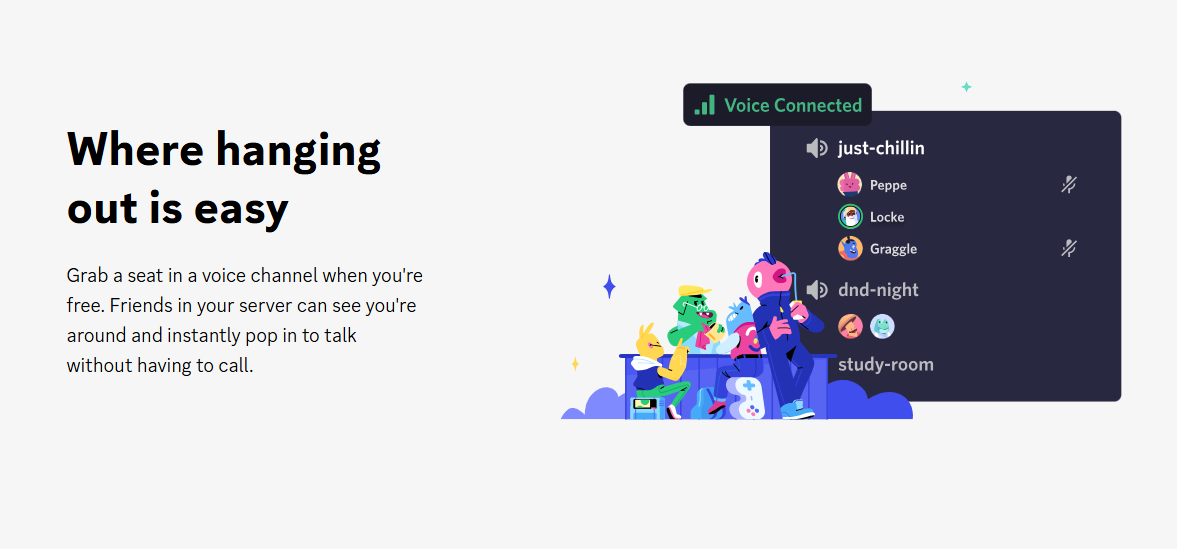 Where hanging
out is easy
Grab a seat in a voice channel when you're
free. Friends in your server can see you're
around and instantly pop in to talk
without having to call.
Voice Connected
just-chillin
Peppe
Locke
Graggle
dnd-night
study-room